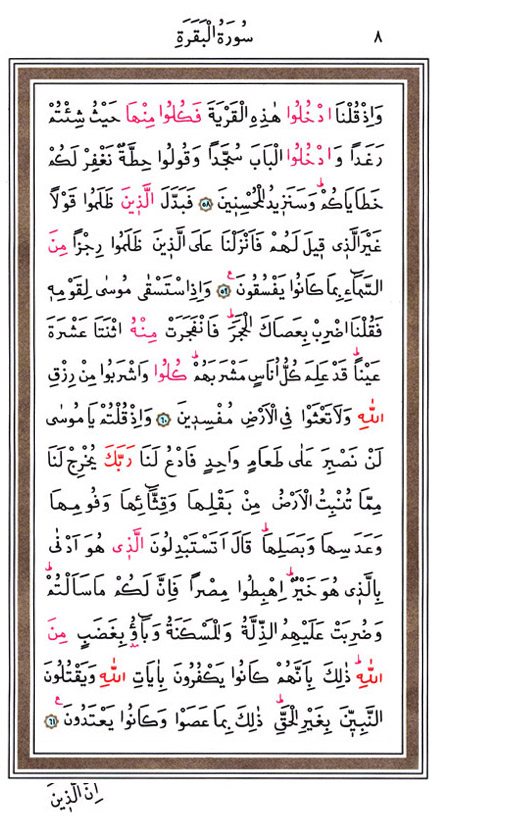 ٨ سُورَةُ الْبَقَرَةِ
وَاِذْ قُلْنَا ادْخُلُوا هٰذِهِ الْقَرْيَةَ فَكُلُوا مِنْهَا حَيْثُ شِئْتُمْ
رَغَدًا وَادْخُلُوا الْبَابَ سُجَّدًا وَقُولُوا حِطَّةٌ نَغْفِرْ لَكُمْ
خَطَايَاكُمْۜ وَسَنَزِيدُ الْمُحْسِنِينَ ﴿٥٨﴾ فَبَدَّلَ الَّذِينَ ظَلَمُوا قَوْلًا
غَيْرَ الَّذِي قِيلَ لَهُمْ فَاَنْزَلْنَا عَلَى الَّذِينَ ظَلَمُوا رِجْزًا مِنَ
السَّمَٓاءِ بِمَا كَانُوا يَفْسُقُونَ ﴿٥٩﴾ وَاِذِ اسْتَسْقٰى مُوسٰى لِقَوْمِهِ
فَقُلْنَا اضْرِبْ بِعَصَاكَ الْحَجَرَۜ فَانْفَجَرَتْ مِنْهُ اثْنَتَا عَشْرَةَ
عَيْنًاۜ قَدْ عَلِمَ كُلُّ اُنَاسٍ مَشْرَبَهُمْۜ كُلُوا وَاشْرَبُوا مِنْ رِزْقِ
اللّٰهِ وَلَا تَعْثَوْا فِي الْاَرْضِ مُفْسِدِينَ ﴿٦٠﴾ وَاِذْ قُلْتُمْ يَا مُوسٰى
لَنْ نَصْبِرَ عَلٰى طَعَامٍ وَاحِدٍ فَادْعُ لَنَا رَبَّكَ يُخْرِجْ لَنَا
مِمَّا تُنْبِتُ الْاَرْضُ مِنْ بَقْلِهَا وَقِثَّٓائِهَا وَفُومِهَا
وَعَدَسِهَا وَبَصَلِهَاۜ قَالَ اَتَسْتَبْدِلُونَ الَّذِي هُوَ اَدْنٰى
بِالَّذِي هُوَ خَيْرٌۜ اِهْبِطُوا مِصْرًا فَاِنَّ لَكُمْ مَا سَاَلْتُمْۜ
وَضُرِبَتْ عَلَيْهِمُ الذِّلَّةُ وَالْمَسْكَنَةُ وَبَٓاؤُ۫ بِغَضَبٍ مِنَ
اللّٰهِۜ ذٰلِكَ بِاَنَّهُمْ كَانُوا يَكْفُرُونَ بِاٰيَاتِ اللّٰهِ وَيَقْتُلُونَ
النَّبِيّٖنَ بِغَيْرِ الْحَقِّۜ ذٰلِكَ بِمَا عَصَوْا وَكَانُوا يَعْتَدُونَ ﴿٦١﴾
اِنَّ الَّذِينَ